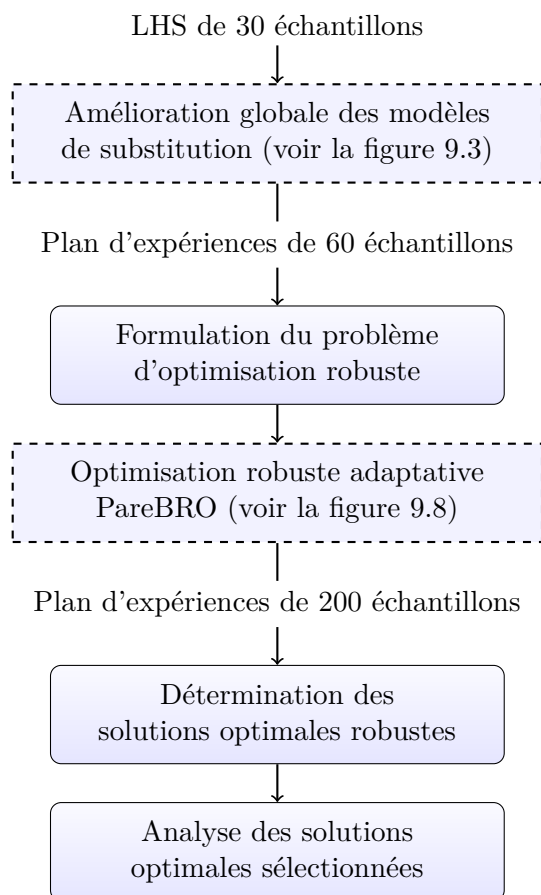 LHS de 30 échantillons
Amélioration globale des modèles
de substitution (voir la figure 9.3)
Plan d'expériences de 60 échantillons
Formulation du problème
d'optimisation robuste
Optimisation robuste adaptative
PareBRO (voir la figure 9.8)
Plan d'expériences de 200 échantillons
Détermination des
solutions optimales robustes
Analyse des solutions
optimales sélectionnées